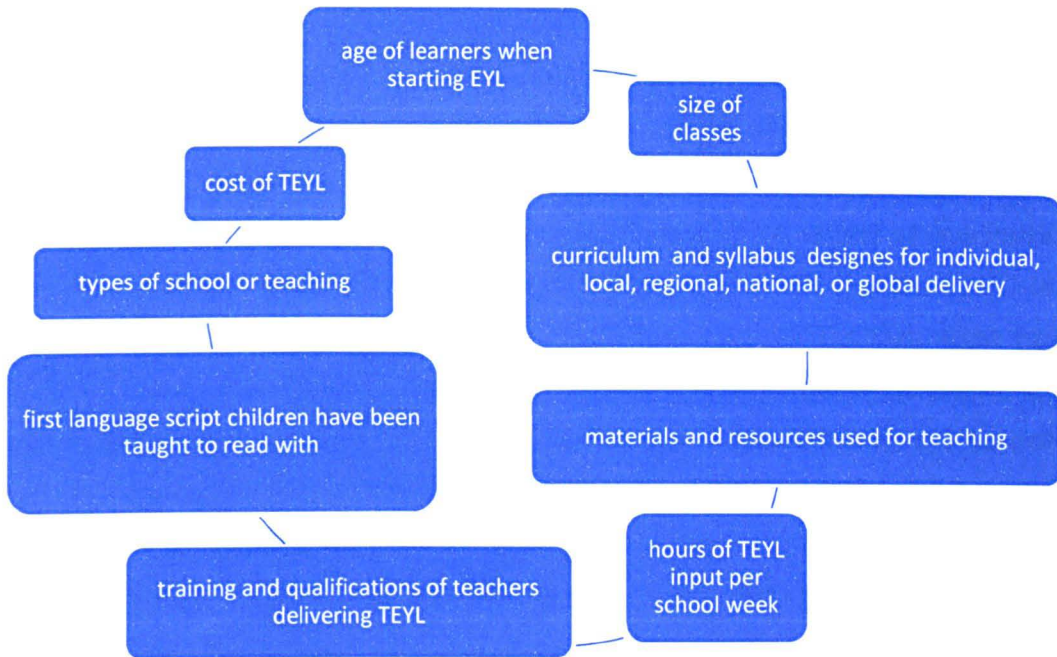 age of learners when
starting EYL
size of
classes
curriculum and syllabus designes for individual,
local, regional, national, or global delivery
materials and resources used for teaching
hours of TEYL
input per
school week
training and qualifications of teachers
delivering TEYL
first language script children have been
taught to read with
types of school or teaching
cost of TEYL